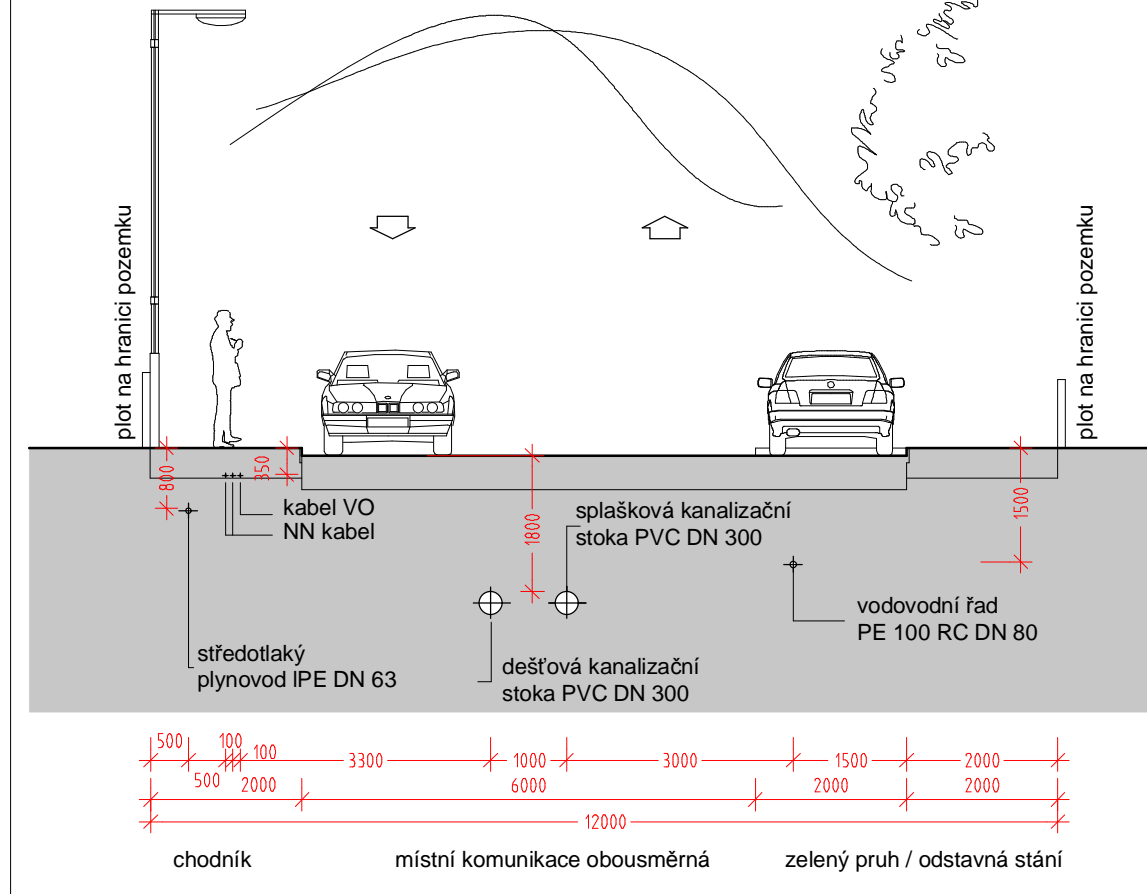 plot na hranici pozemku
plot na hranici pozemku
800
350
1800
1500
kabel VO
NN kabel
splašková kanalizační
stoka PVC DN 300
vodovodní řad
PE 100 RC DN 80
středotlaký
plynovod IPE DN 63
dešťová kanalizační
stoka PVC DN 300
500 100 100 3300 1000 3000 1500 2000
500 2000 6000 2000 2000
12000
chodník místní komunikace obousměrná zelený pruh / odstavná stání